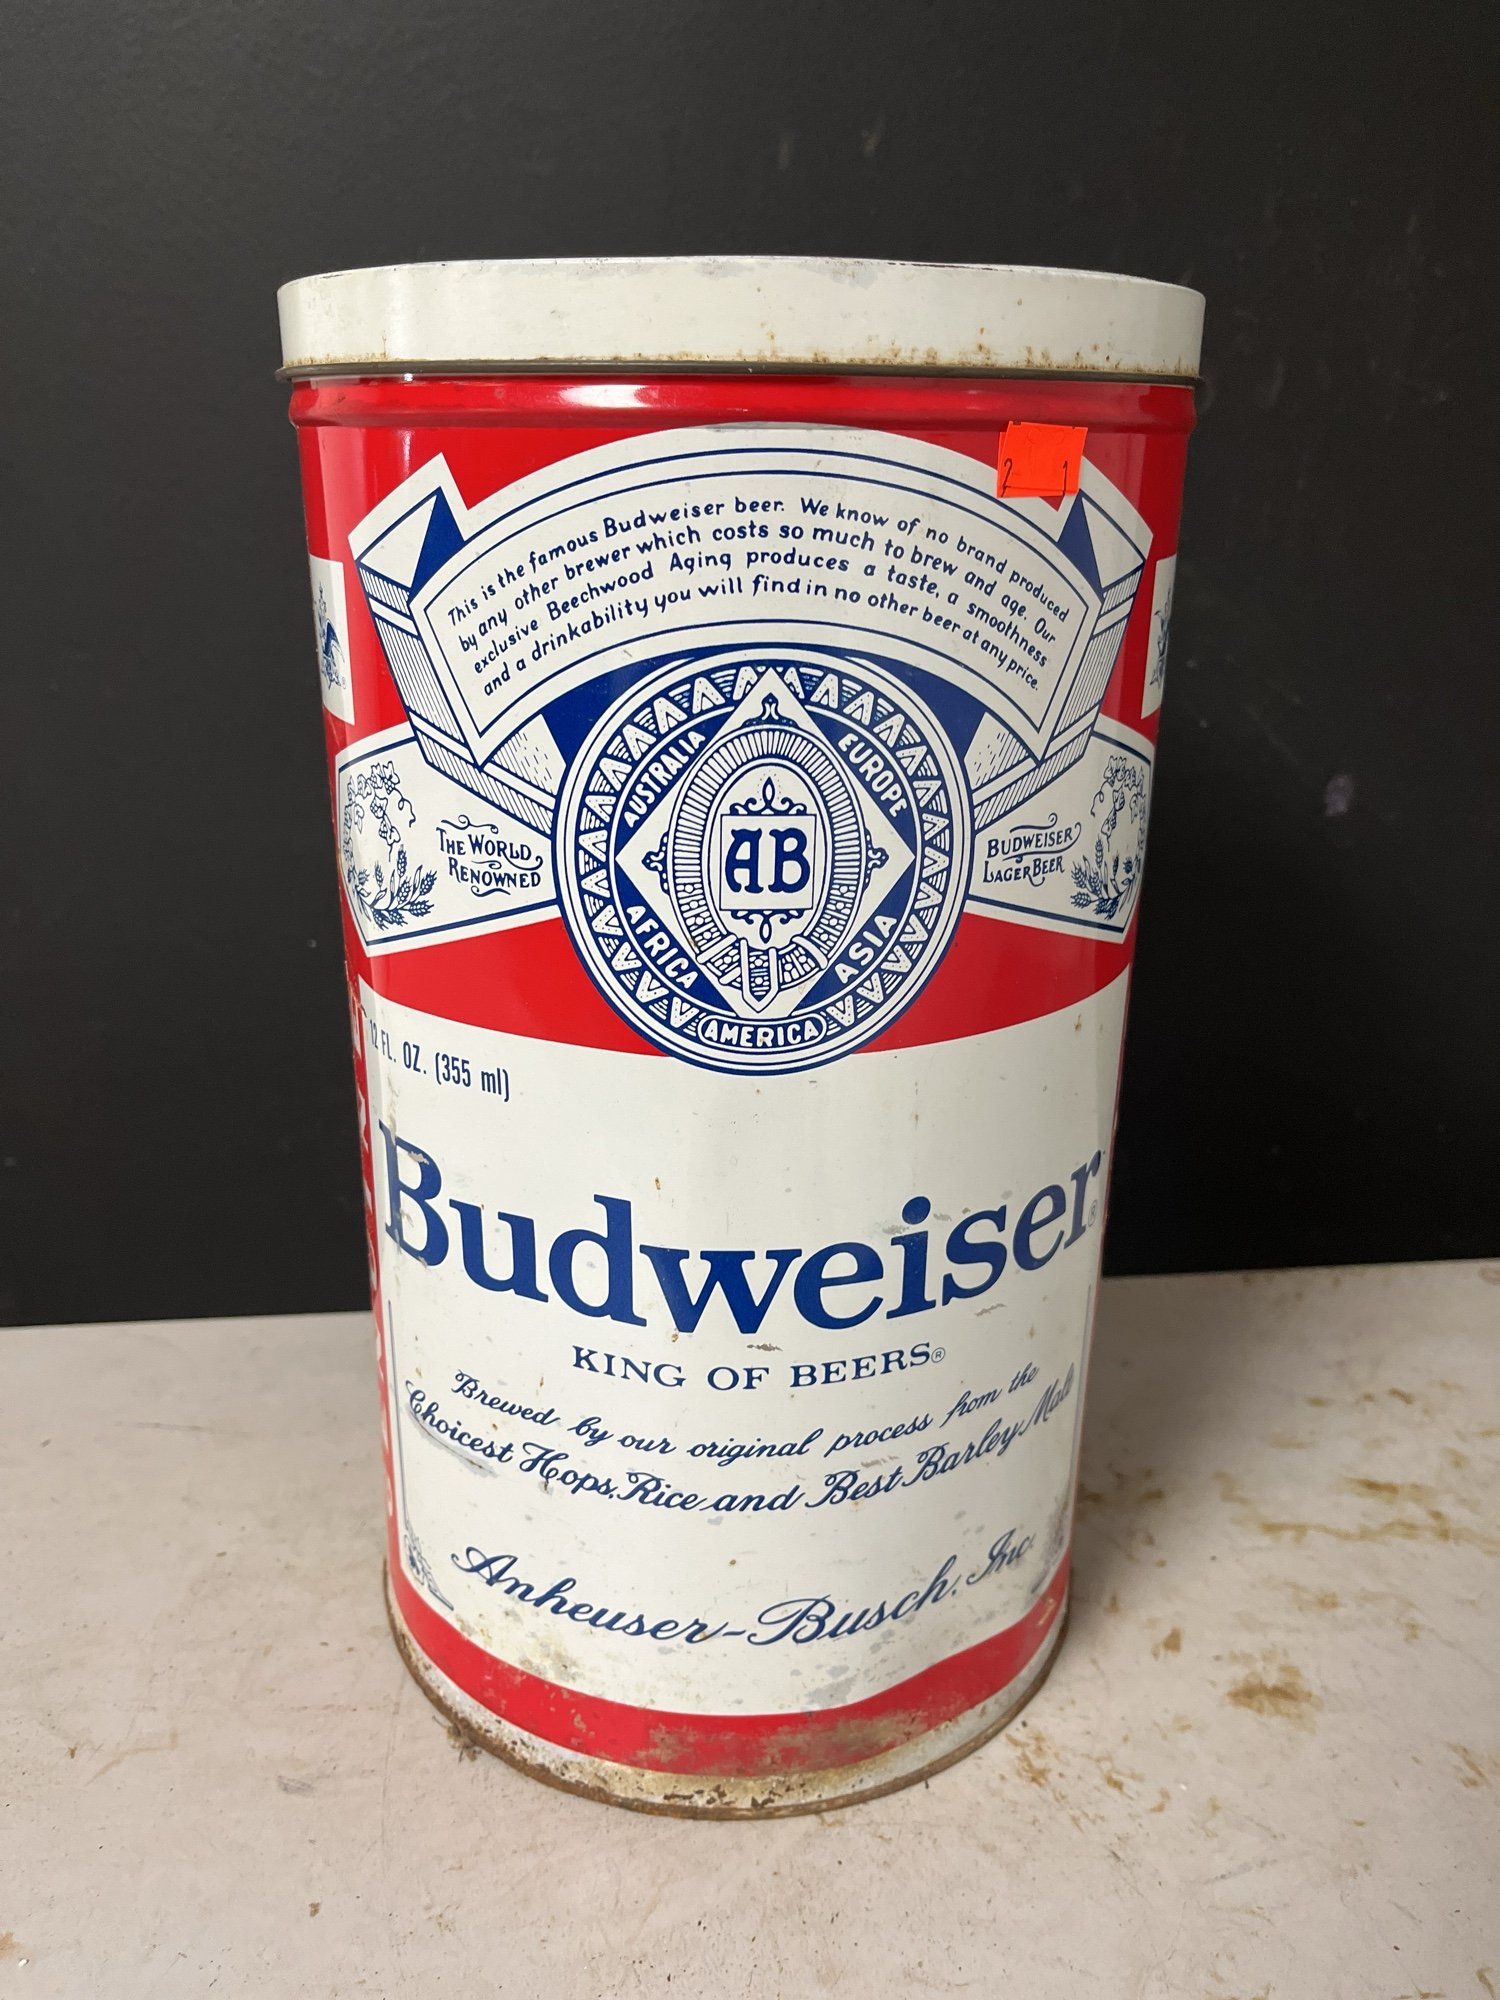 2 1
This is the famous Budweiser beer. We know of no brand produced
by any other brewer which costs so much to brew and age. Our
exclusive Beechwood Aging produces a taste, a smoothness
and a drinkability you will find in no other beer at any price.
AUSTRALIA
EUROPE
THE WORLD
RENOWNED
AB
BUDWEISER
LAGER BEER
AFRICA
ASIA
AMERICA
12 FL. OZ. (355 ml)
Budweiser®
KING OF BEERS®
Brewed by our original process from the
Choicest Hops, Rice and Best Barley Malt
Anheuser-Busch, Inc.